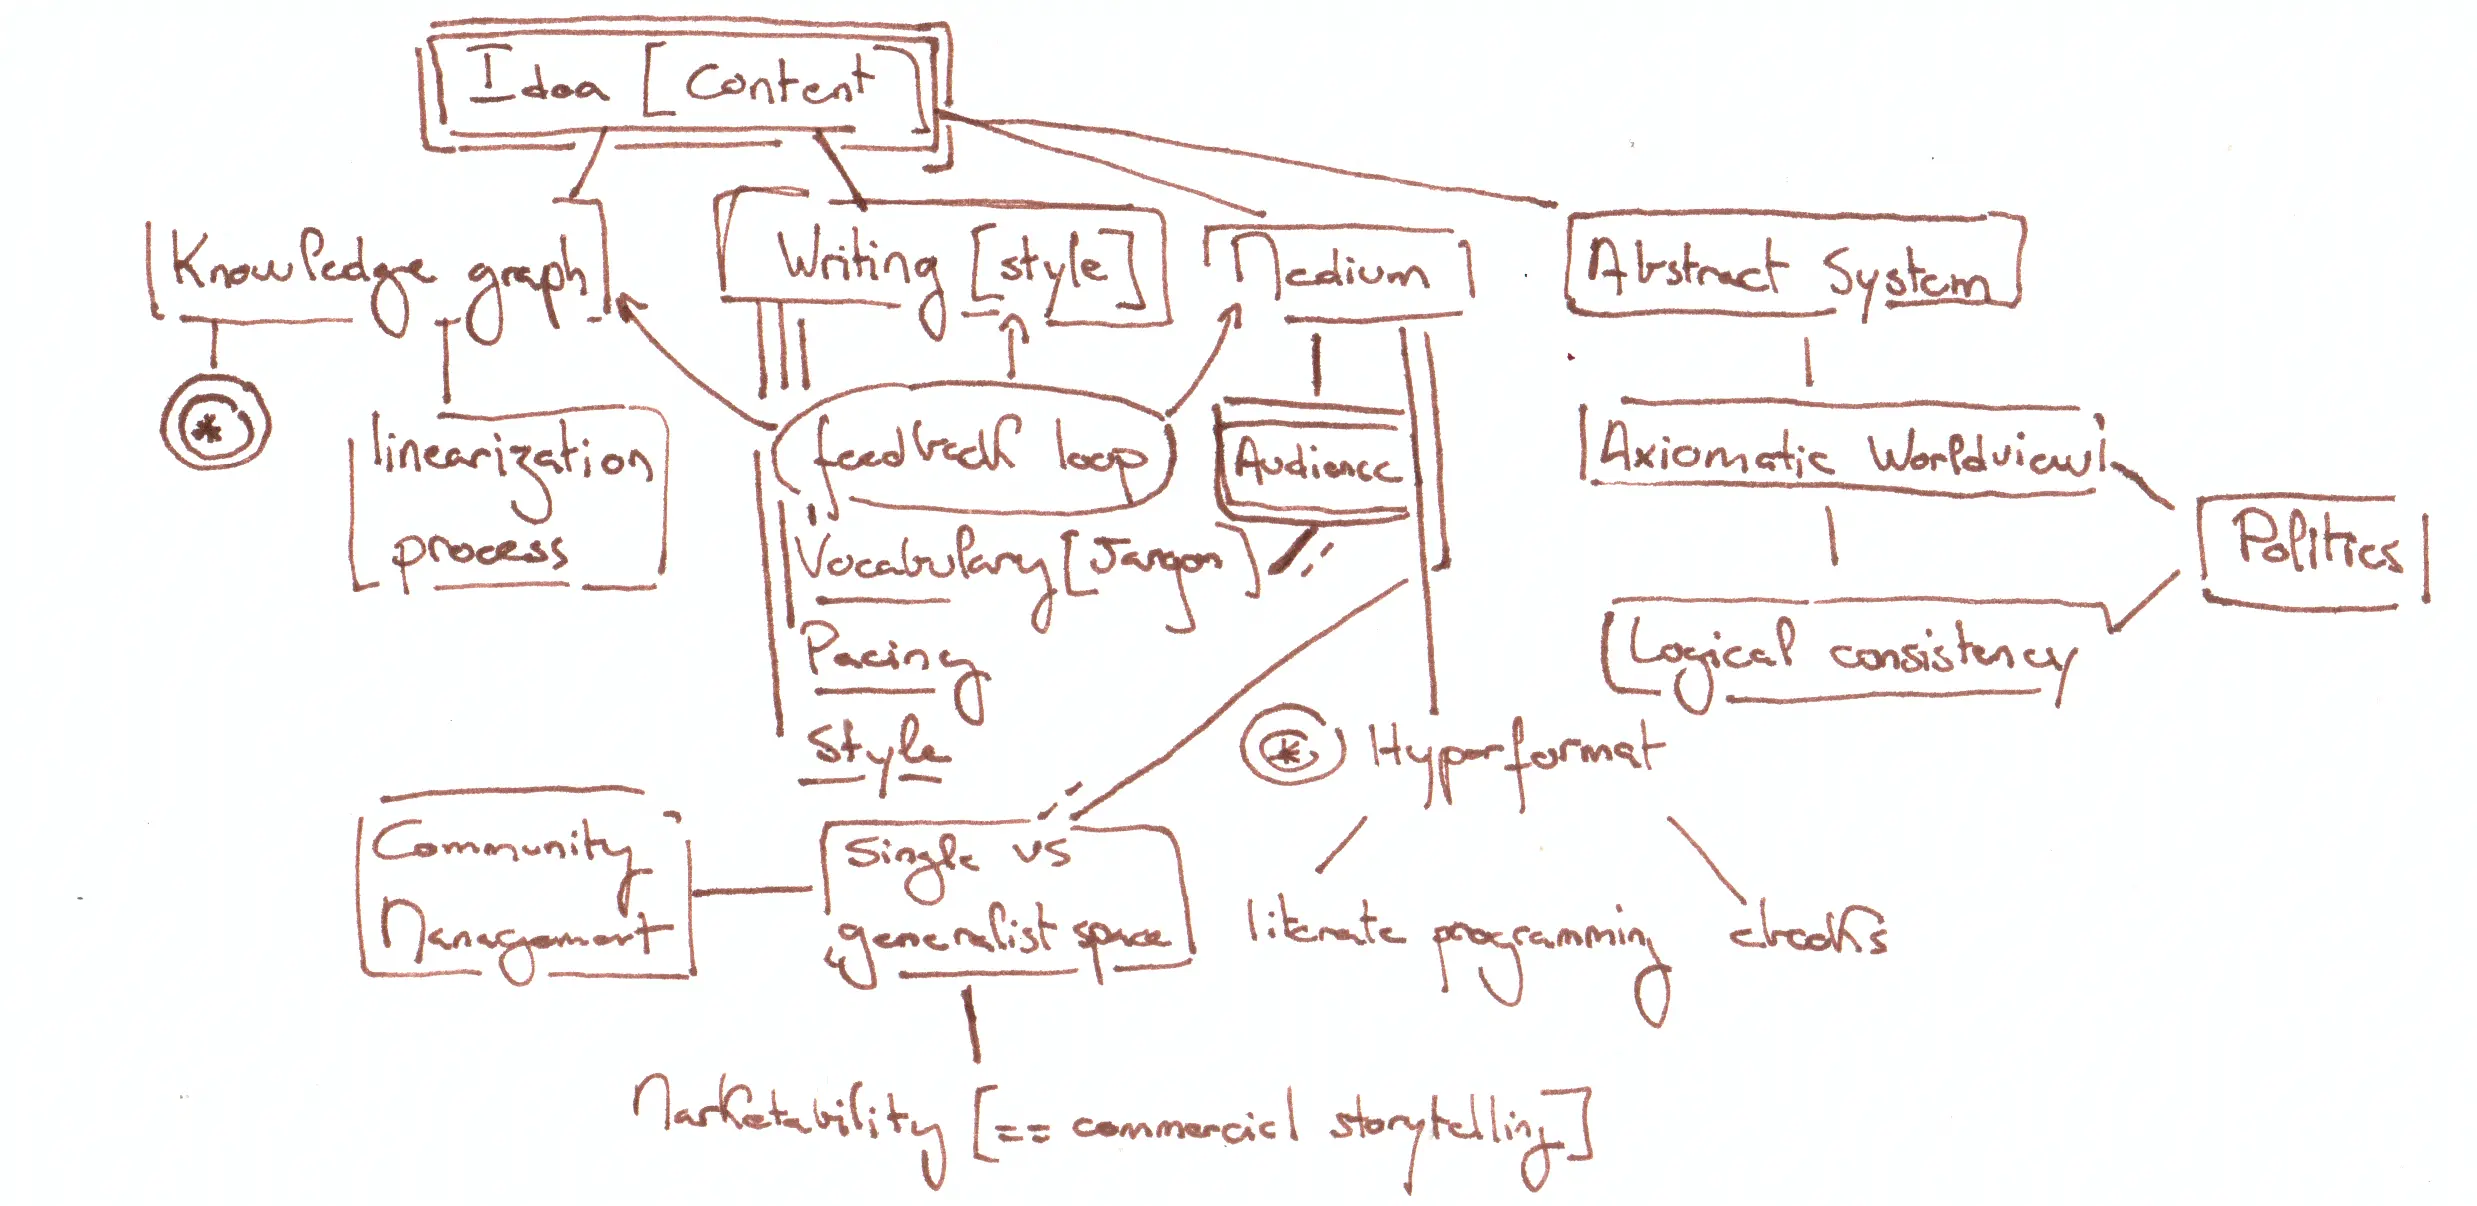 Idea [Content]
Knowledge graph
Writing [style]
Medium
Abstract System
*
linearization
process
feedback loop
Audience
Axiomatic Worldview
Politics
Vocabulary [Jargon]
Pacing
Style
Logical consistency
* Hyperformat
Community
Management
Single vs
generalist space
literate programming
ebooks
Marketability [== commercial storytelling]